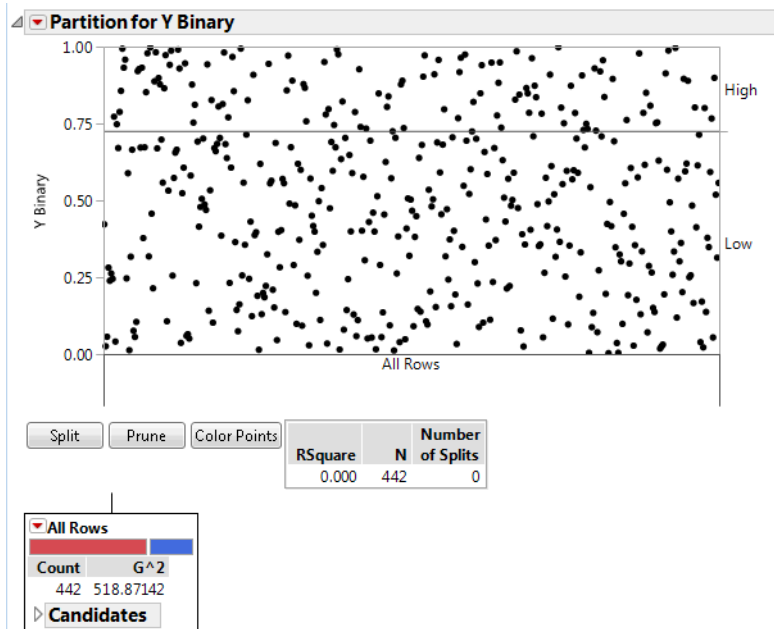 Partition for Y Binary
1.00
0.75
0.50
0.25
0.00
Y Binary
High
Low
All Rows
Split Prune Color Points
RSquare N Number of Splits
0.000 442 0
All Rows
Count G^2
442 518.87142
Candidates